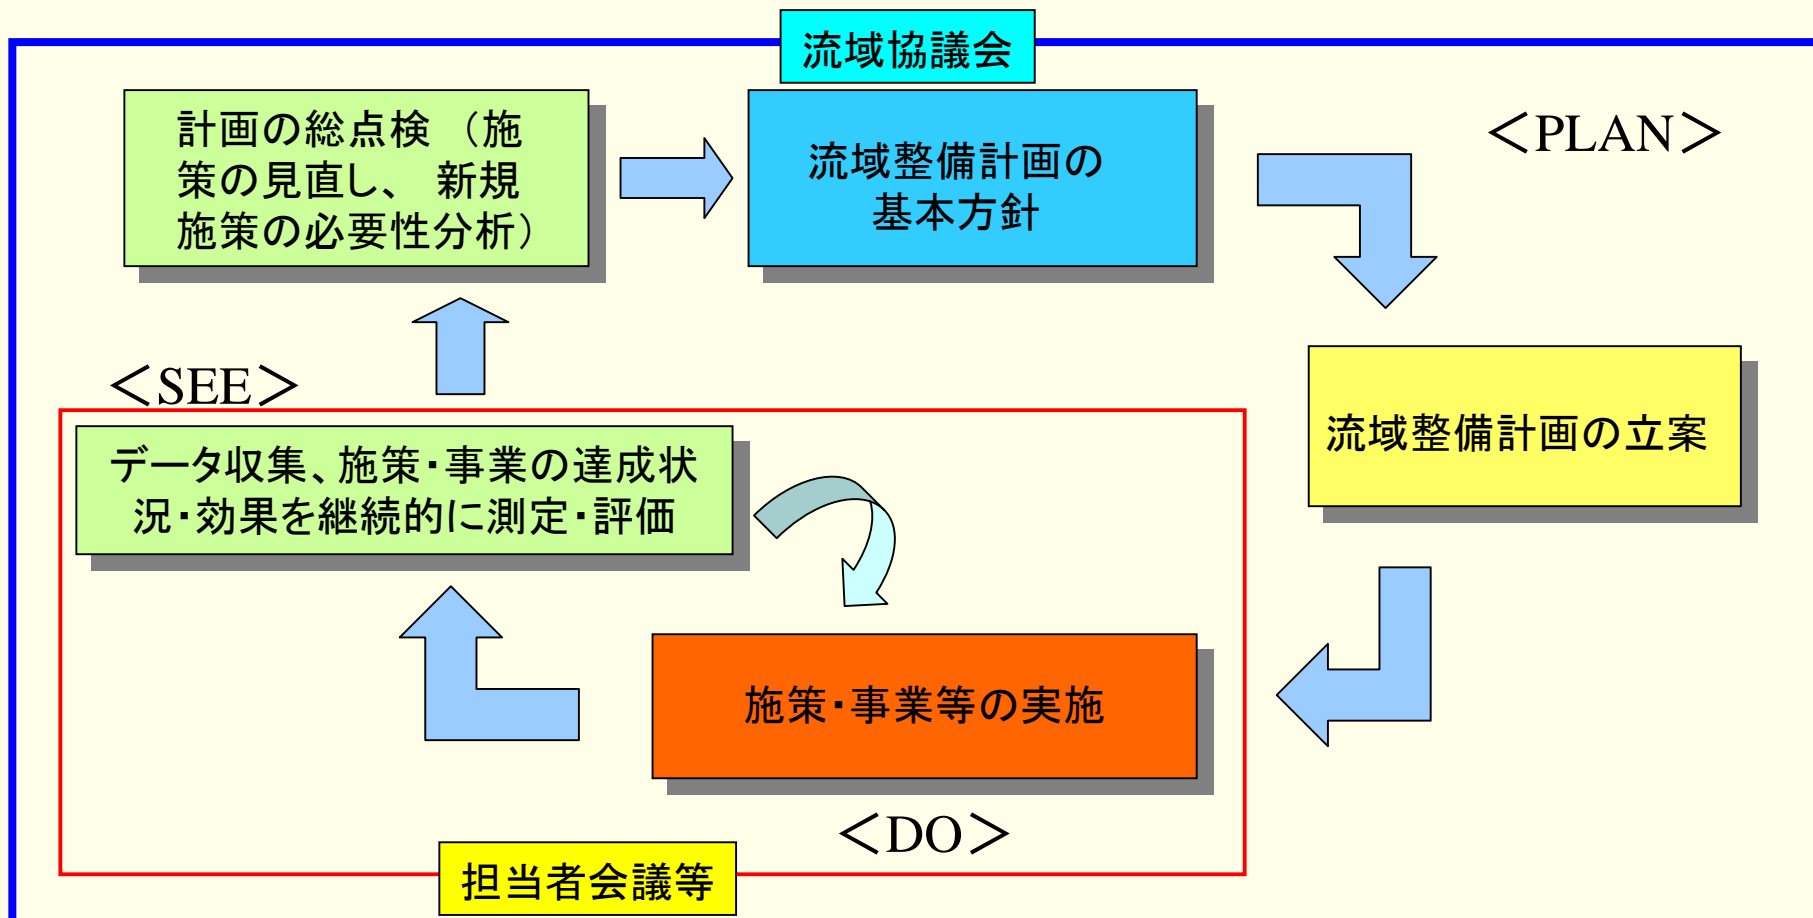 流域協議会
計画の総点検 （施
策の見直し、 新規
施策の必要性分析）
流域整備計画の
基本方針
＜PLAN＞
＜SEE＞
流域整備計画の立案
データ収集、施策・事業の達成状
況・効果を継続的に測定・評価
施策・事業等の実施
＜DO＞
担当者会議等